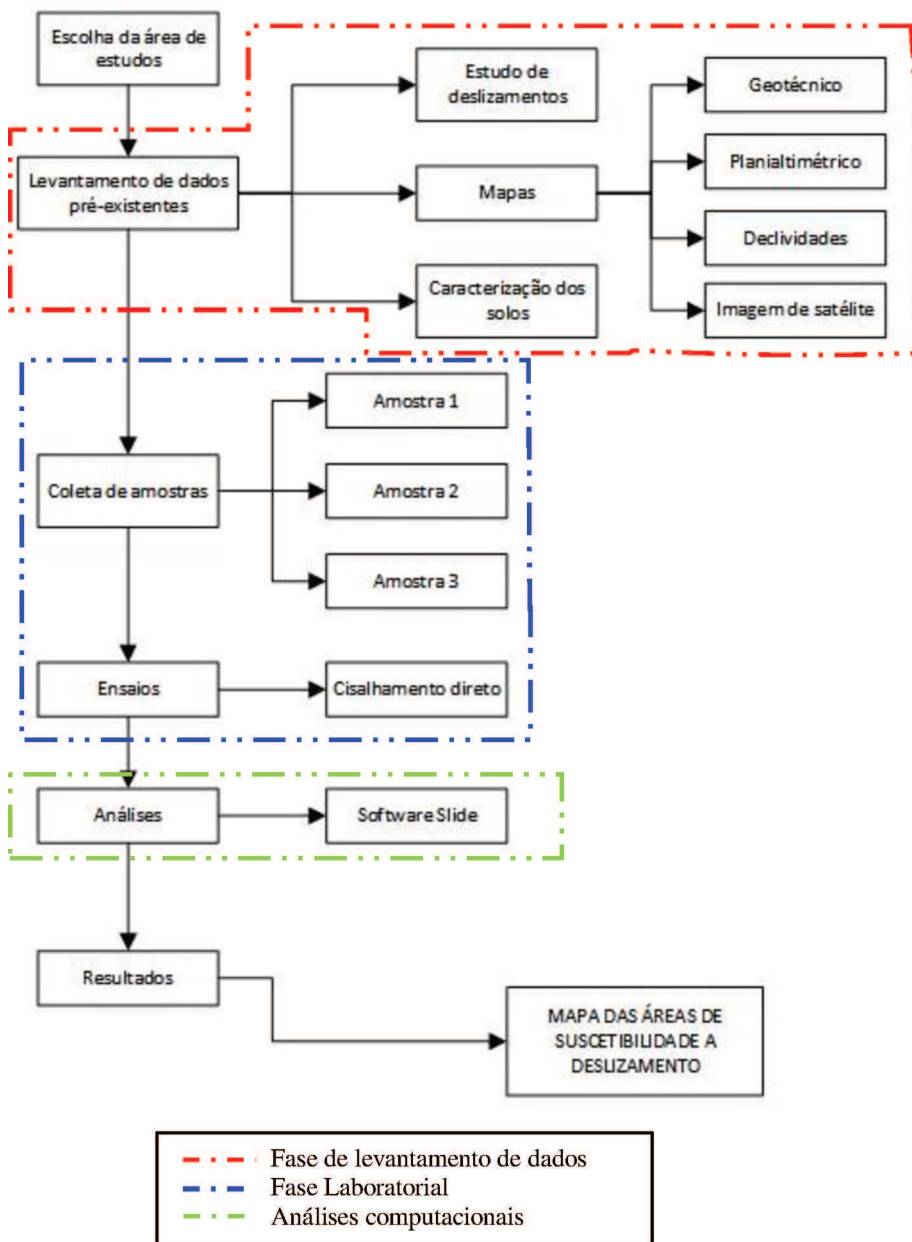 Escolha da área de
estudos
Estudo de
deslizamentos
Geotécnico
Levantamento de dados
pré-existentes
Mapas
Planialtimétrico
Declividades
Caracterização dos
solos
Imagem de satélite
Amostra 1
Coleta de amostras
Amostra 2
Amostra 3
Ensaios
Cisalhamento direto
Análises
Software Slide
Resultados
MAPA DAS ÁREAS DE
SUSCETIBILIDADE A
DESLIZAMENTO
Fase de levantamento de dados
Fase Laboratorial
Análises computacionais